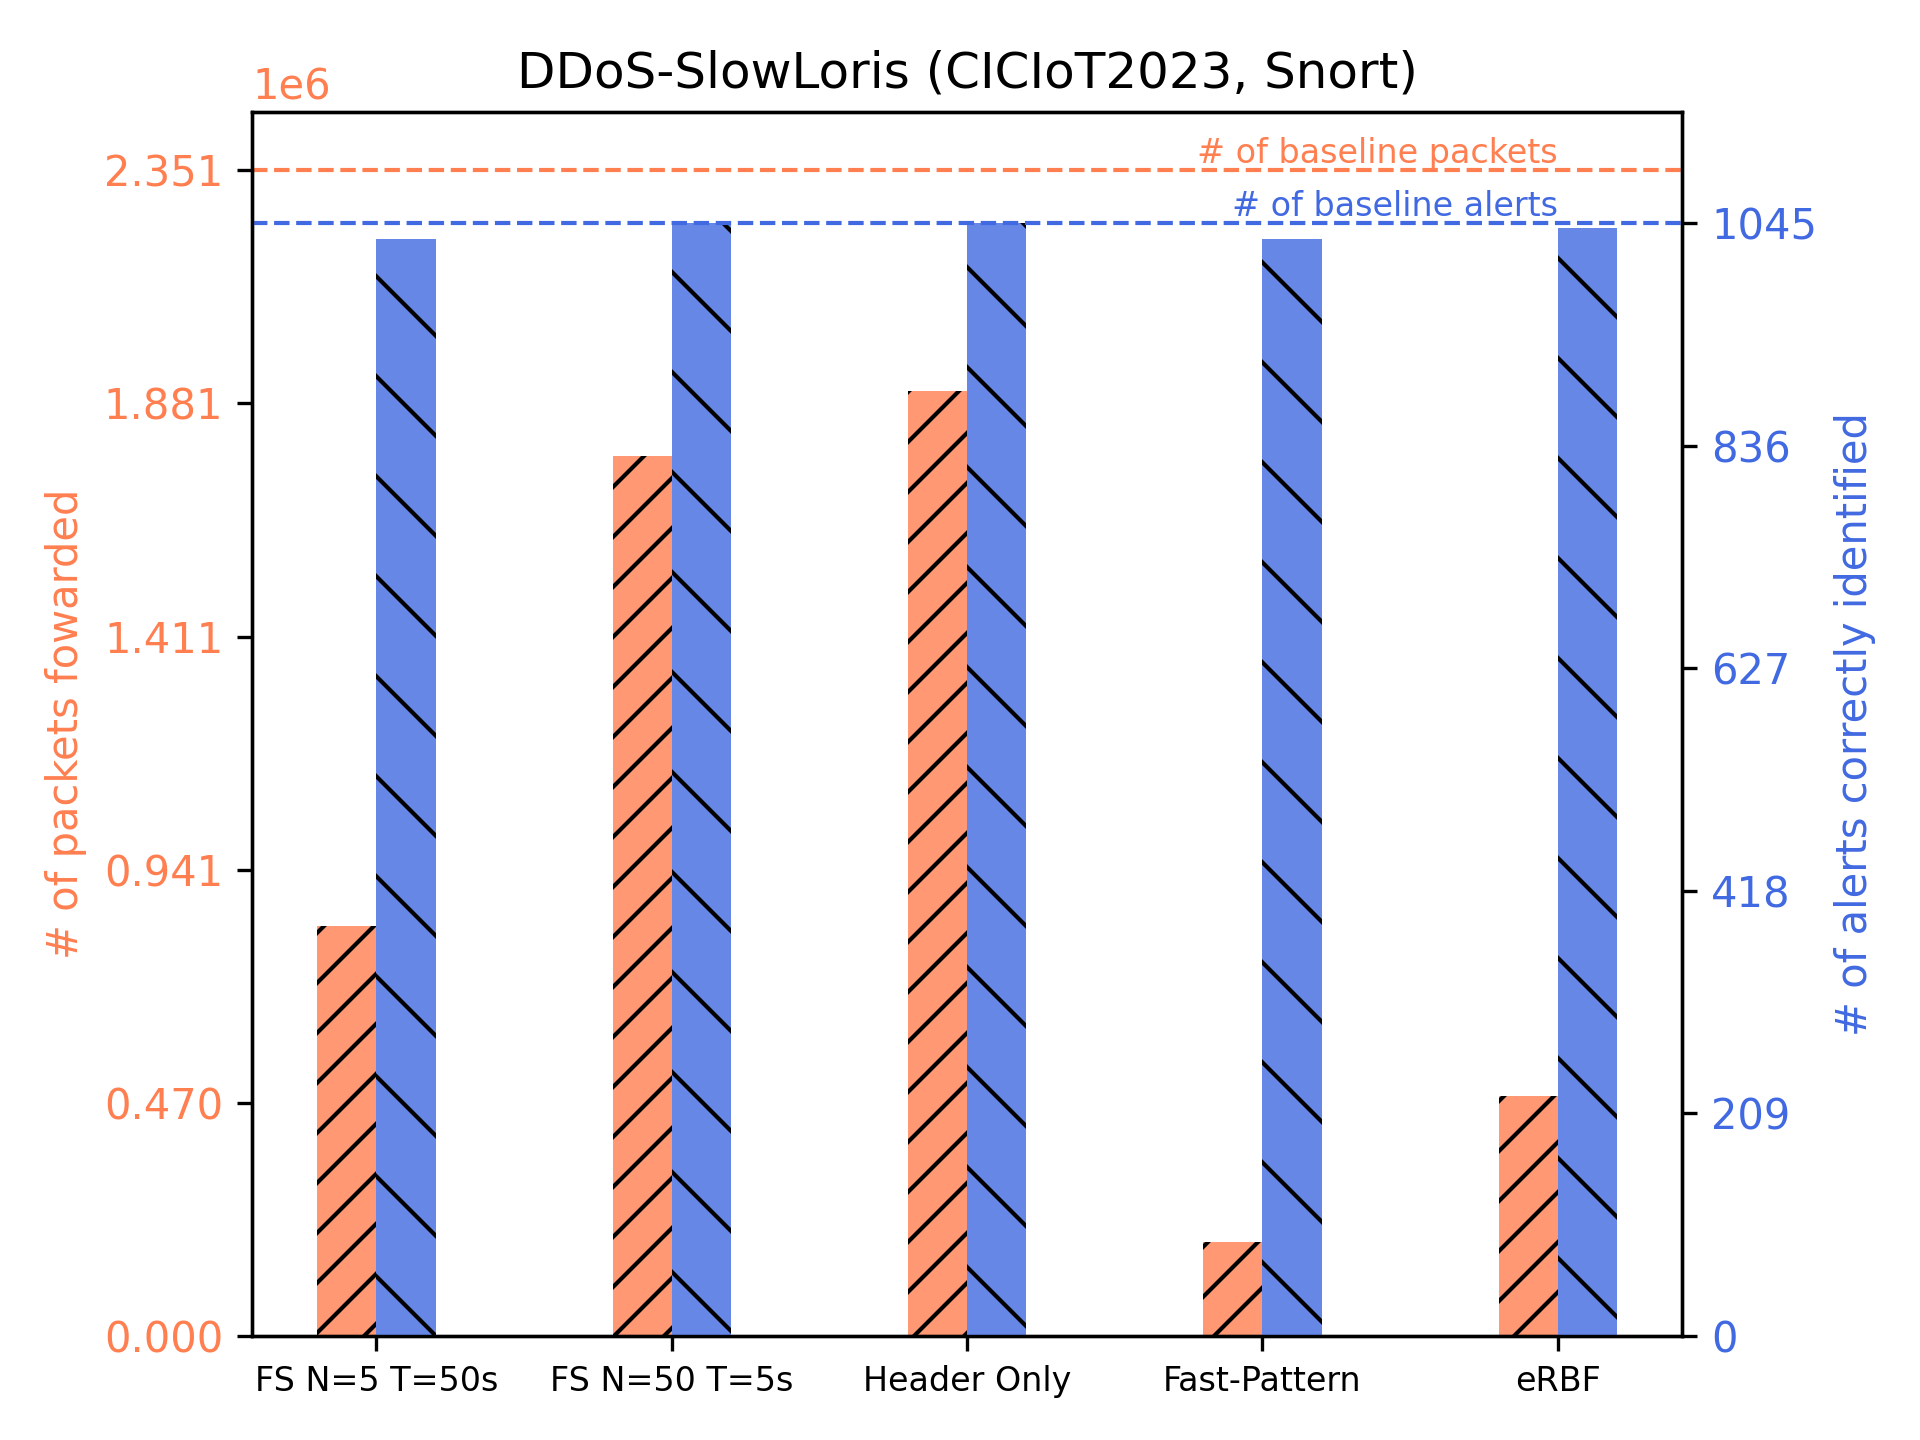 DDoS-SlowLoris (CICIoT2023, Snort)
1e6
# of baseline packets
2.351
# of baseline alerts
1045
1.881
836
1.411
627
0.941
418
0.470
209
0.000
0
# of packets fowarded
# of alerts correctly identified
FS N=5 T=50s
FS N=50 T=5s
Header Only
Fast-Pattern
eRBF